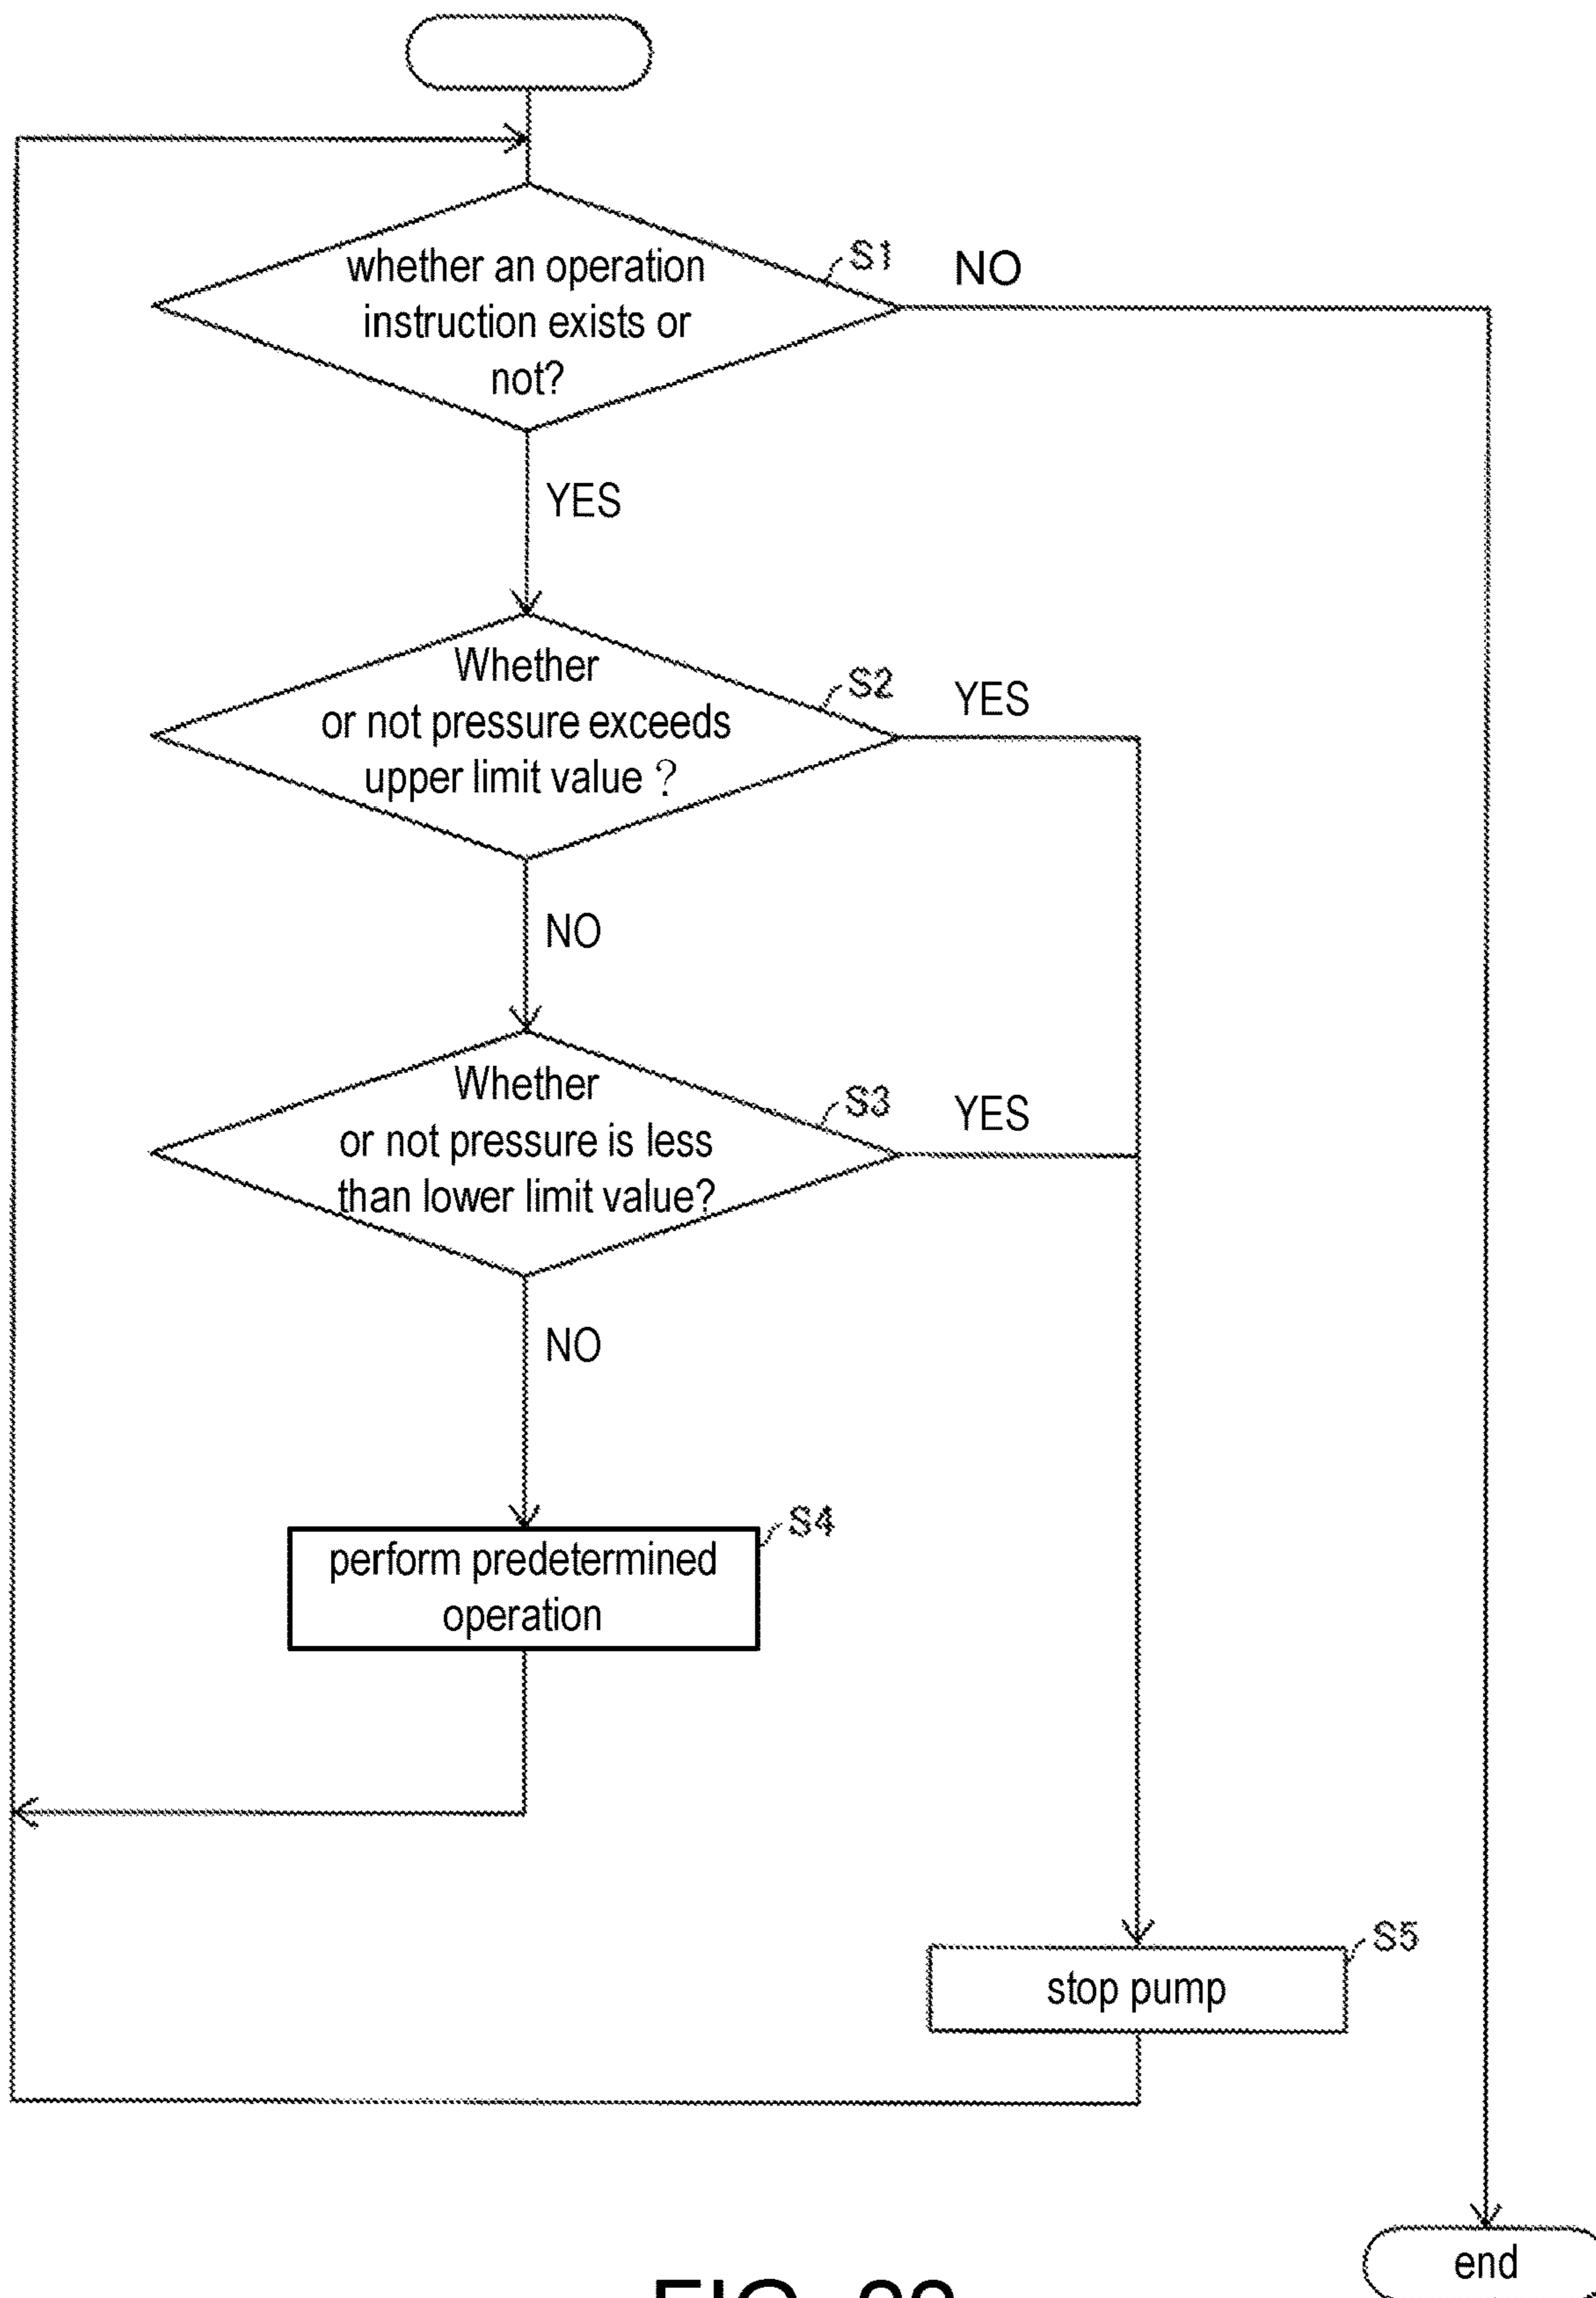 whether an operation
instruction exists or
not?
S1
NO
YES
Whether
or not pressure exceeds
upper limit value ?
S2
YES
NO
Whether
or not pressure is less
than lower limit value?
S3
YES
NO
perform predetermined
operation
S4
stop pump
S5
end